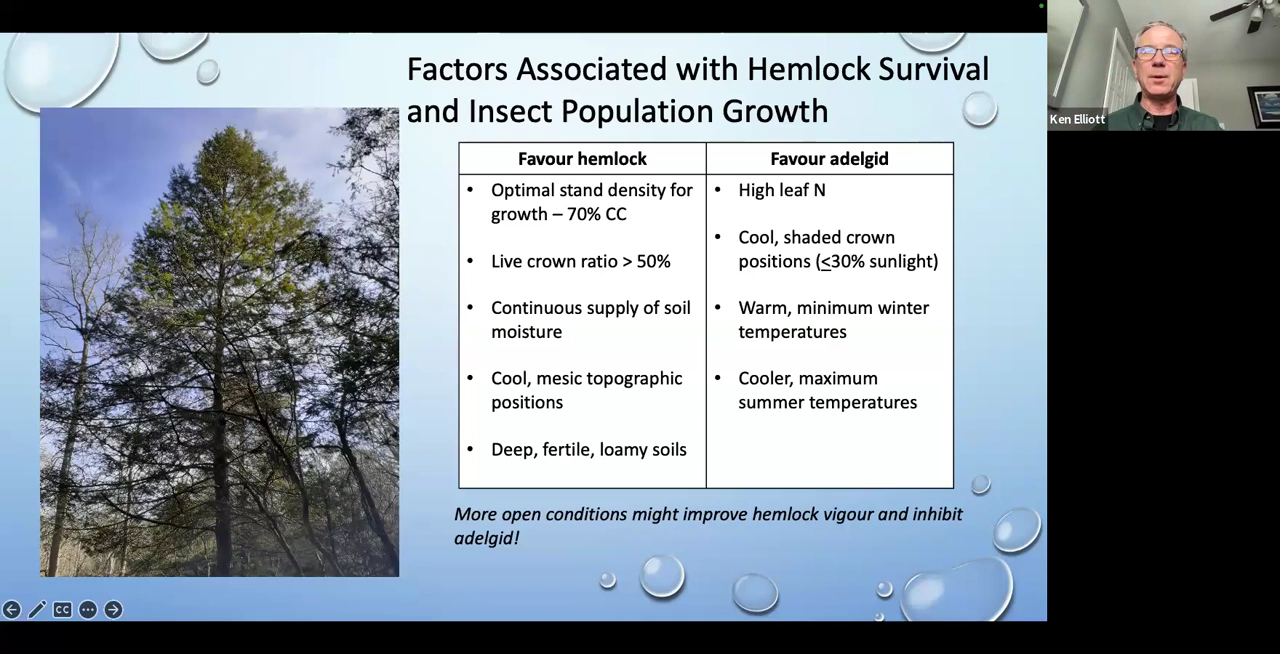 Factors Associated with Hemlock Survival
and Insect Population Growth
Favour hemlock
Favour adelgid
• Optimal stand density for
growth – 70% CC
• Live crown ratio > 50%
• Continuous supply of soil
moisture
• Cool, mesic topographic
positions
• Deep, fertile, loamy soils
• High leaf N
• Cool, shaded crown
positions (≤30% sunlight)
• Warm, minimum winter
temperatures
• Cooler, maximum
summer temperatures
More open conditions might improve hemlock vigour and inhibit
adelgid!
CC
Ken Elliott